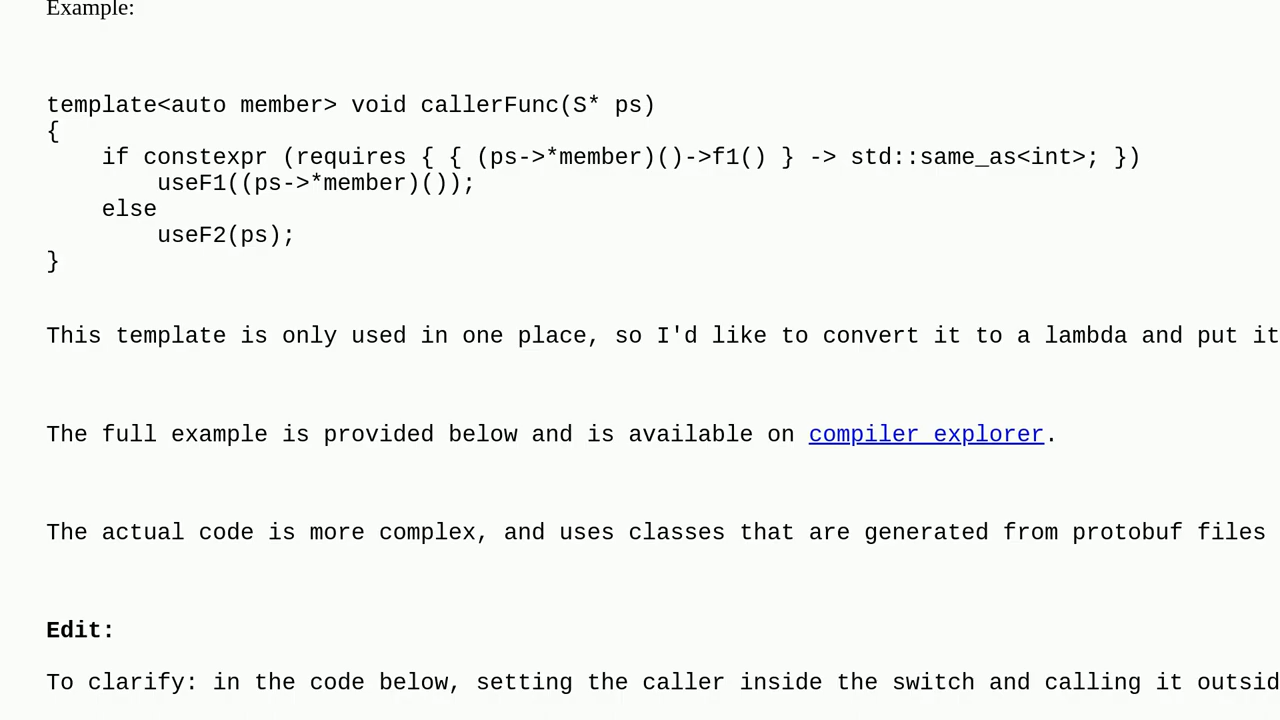 Example:
template<auto member> void callerFunc(S* ps)
{
    if constexpr (requires { { (ps->*member)()->f1() } -> std::same_as<int>; })
        useF1((ps->*member)());
    else
        useF2(ps);
}
This template is only used in one place, so I'd like to convert it to a lambda and put it
The full example is provided below and is available on compiler explorer.
The actual code is more complex, and uses classes that are generated from protobuf files
Edit:
To clarify: in the code below, setting the caller inside the switch and calling it outsid